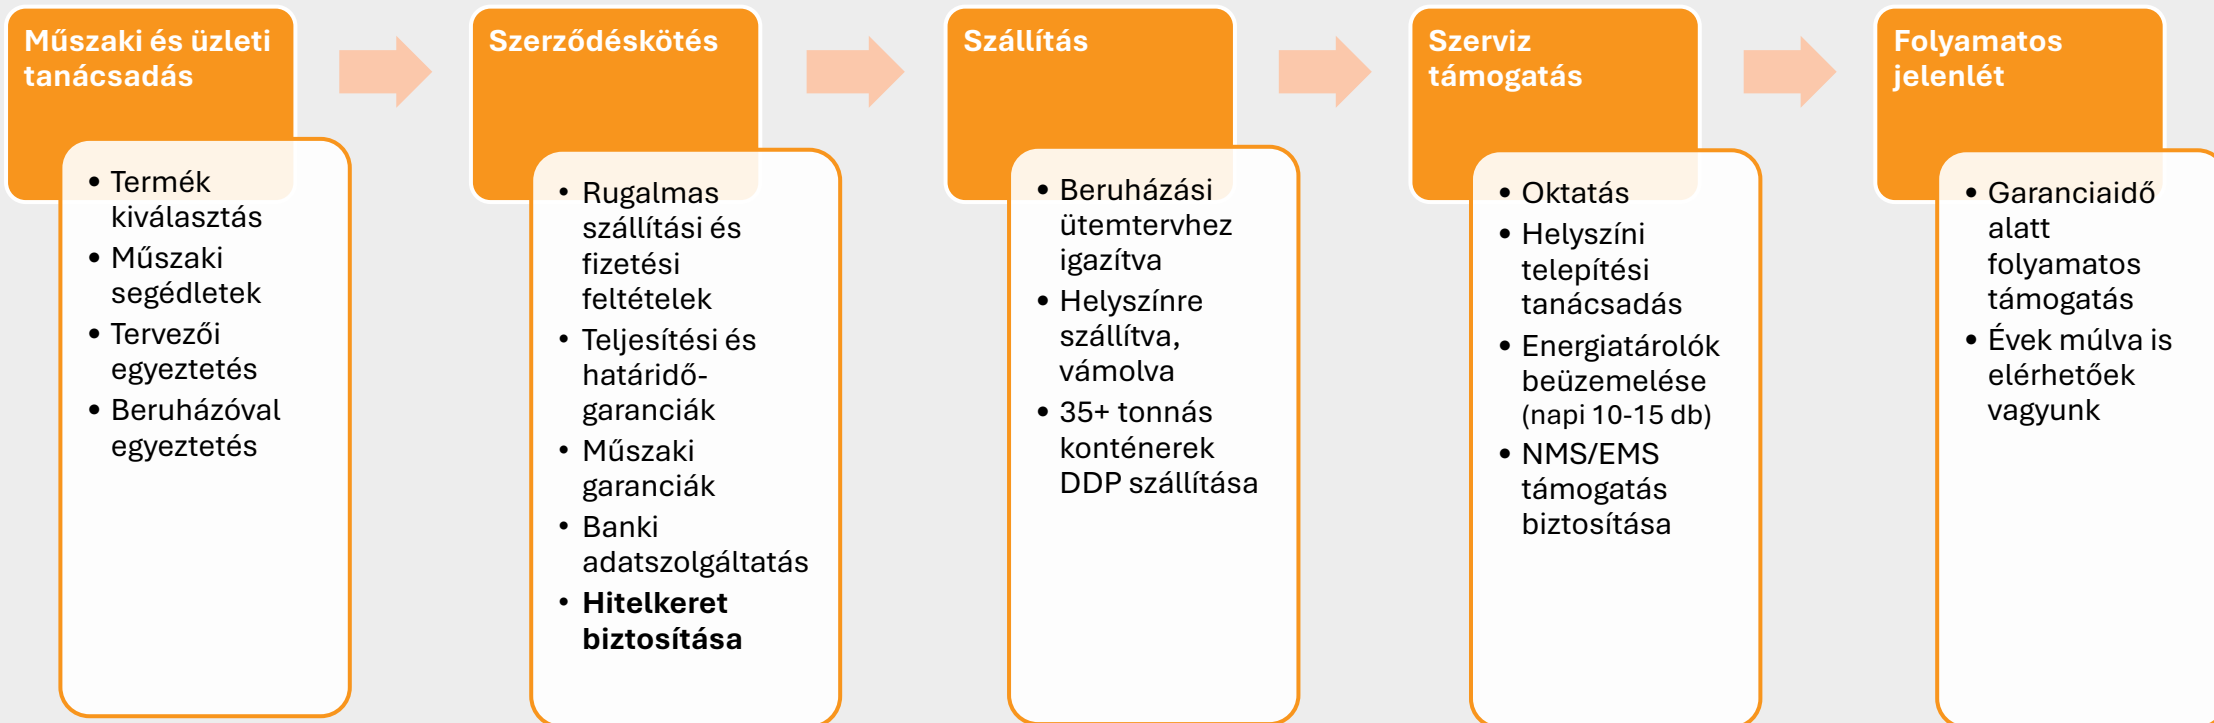 Műszaki és üzleti
tanácsadás
• Termék
kiválasztás
• Műszaki
segédletek
• Tervezői
egyeztetés
• Beruházóval
egyeztetés
Szerződéskötés
• Rugalmas
szállítási és
fizetési
feltételek
• Teljesítési és
határidő-
garanciák
• Műszaki
garanciák
• Banki
adatszolgáltatás
• Hitelkeret
biztosítása
Szállítás
• Beruházási
ütemtervhez
igazítva
• Helyszínre
szállítva,
vámolva
• 35+ tonnás
konténerek
DDP szállítása
Szerviz
támogatás
• Oktatás
• Helyszíni
telepítési
tanácsadás
• Energiatárolók
beüzemelése
(napi 10-15 db)
• NMS/EMS
támogatás
biztosítása
Folyamatos
jelenlét
• Garanciaidő
alatt
folyamatos
támogatás
• Évek múlva is
elérhetőek
vagyunk